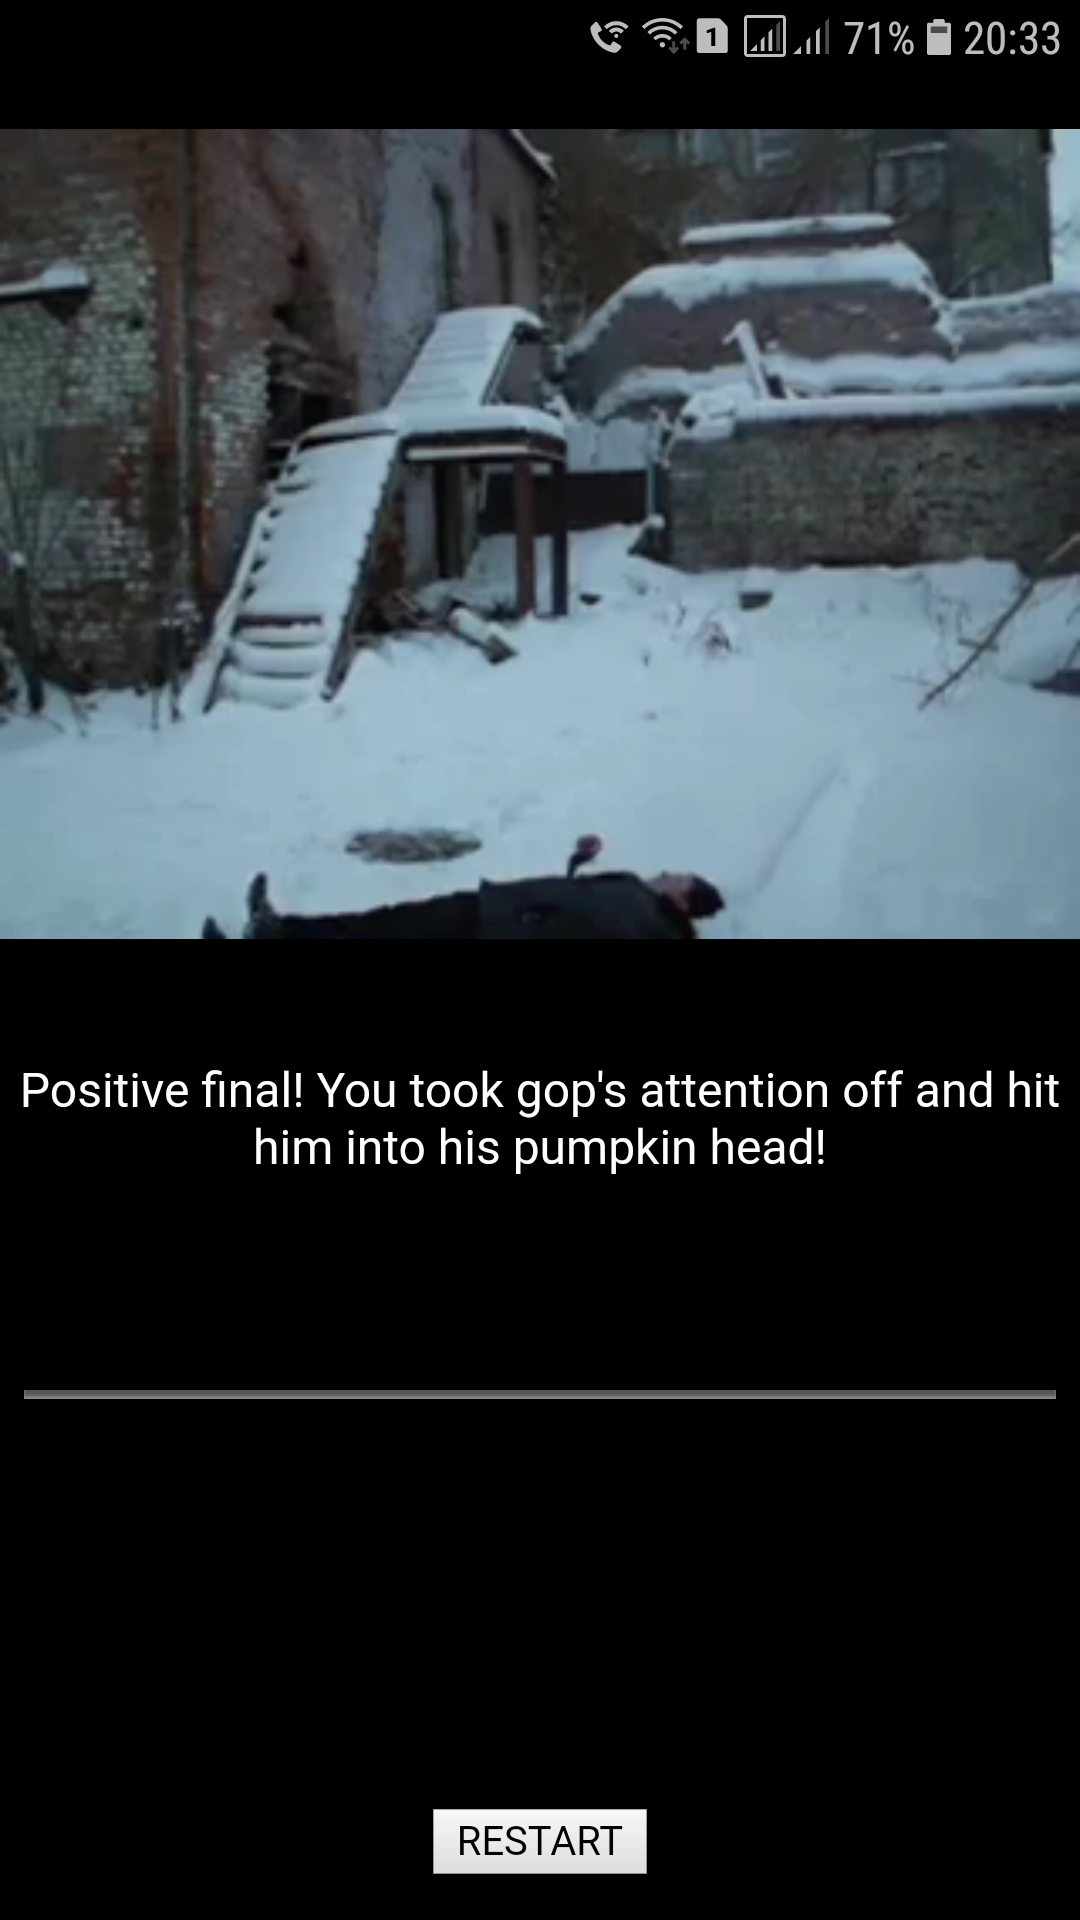 1 71% 20:33
Positive final! You took gop's attention off and hit
him into his pumpkin head!
RESTART